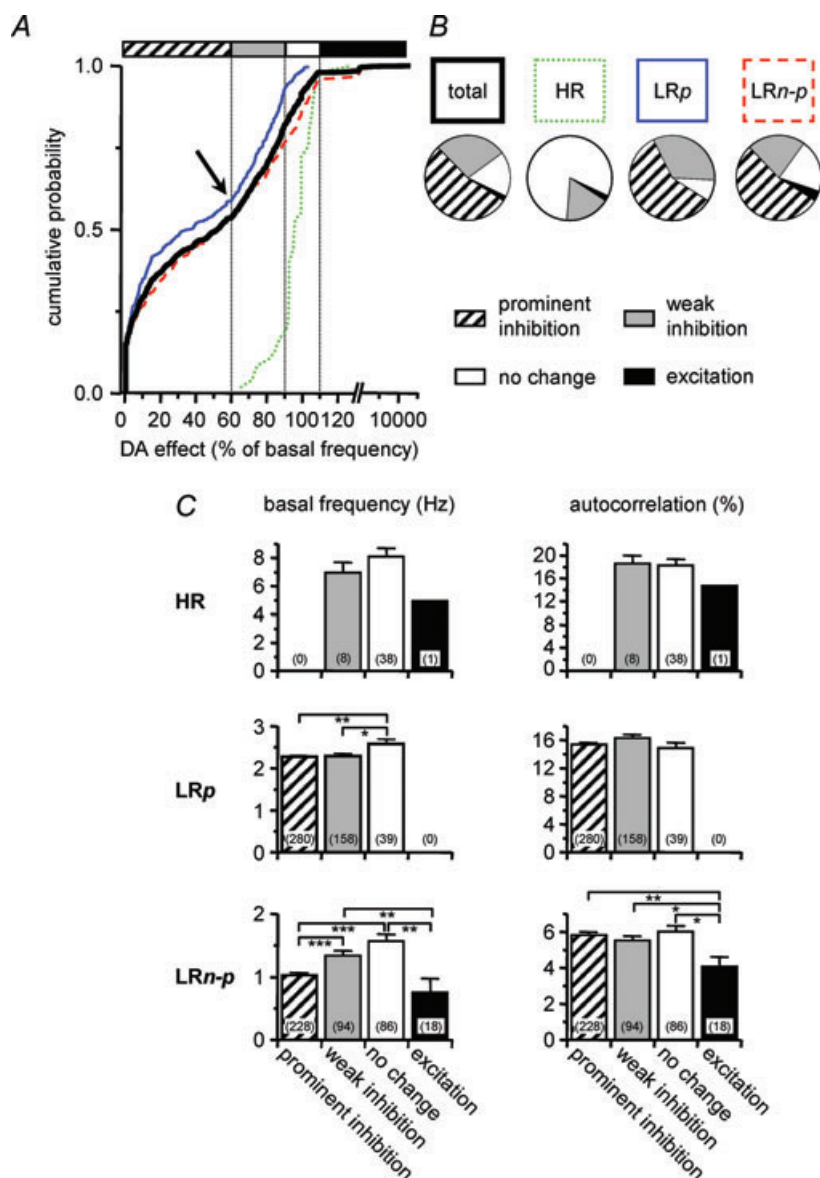 A
B
1.0
0.5
0.0
cumulative probability
0 20 40 60 80 100 120 10000
DA effect (% of basal frequency)
total
HR
LRp
LRn-p
prominent inhibition
weak inhibition
no change
excitation
C
basal frequency (Hz)
autocorrelation (%)
HR
8
6
4
2
0
(0) (8) (38) (1)
20
16
12
8
4
0
(0) (8) (38) (1)
LRp
3
2
1
0
** 
*
(280) (158) (39) (0)
16
12
8
4
0
(280) (158) (39) (0)
LRn-p
2
1
0
**
*** **
***
(228) (94) (86) (18)
6
4
2
0
**
*
*
(228) (94) (86) (18)
prominent inhibition
weak inhibition
no change
excitation
prominent inhibition
weak inhibition
no change
excitation